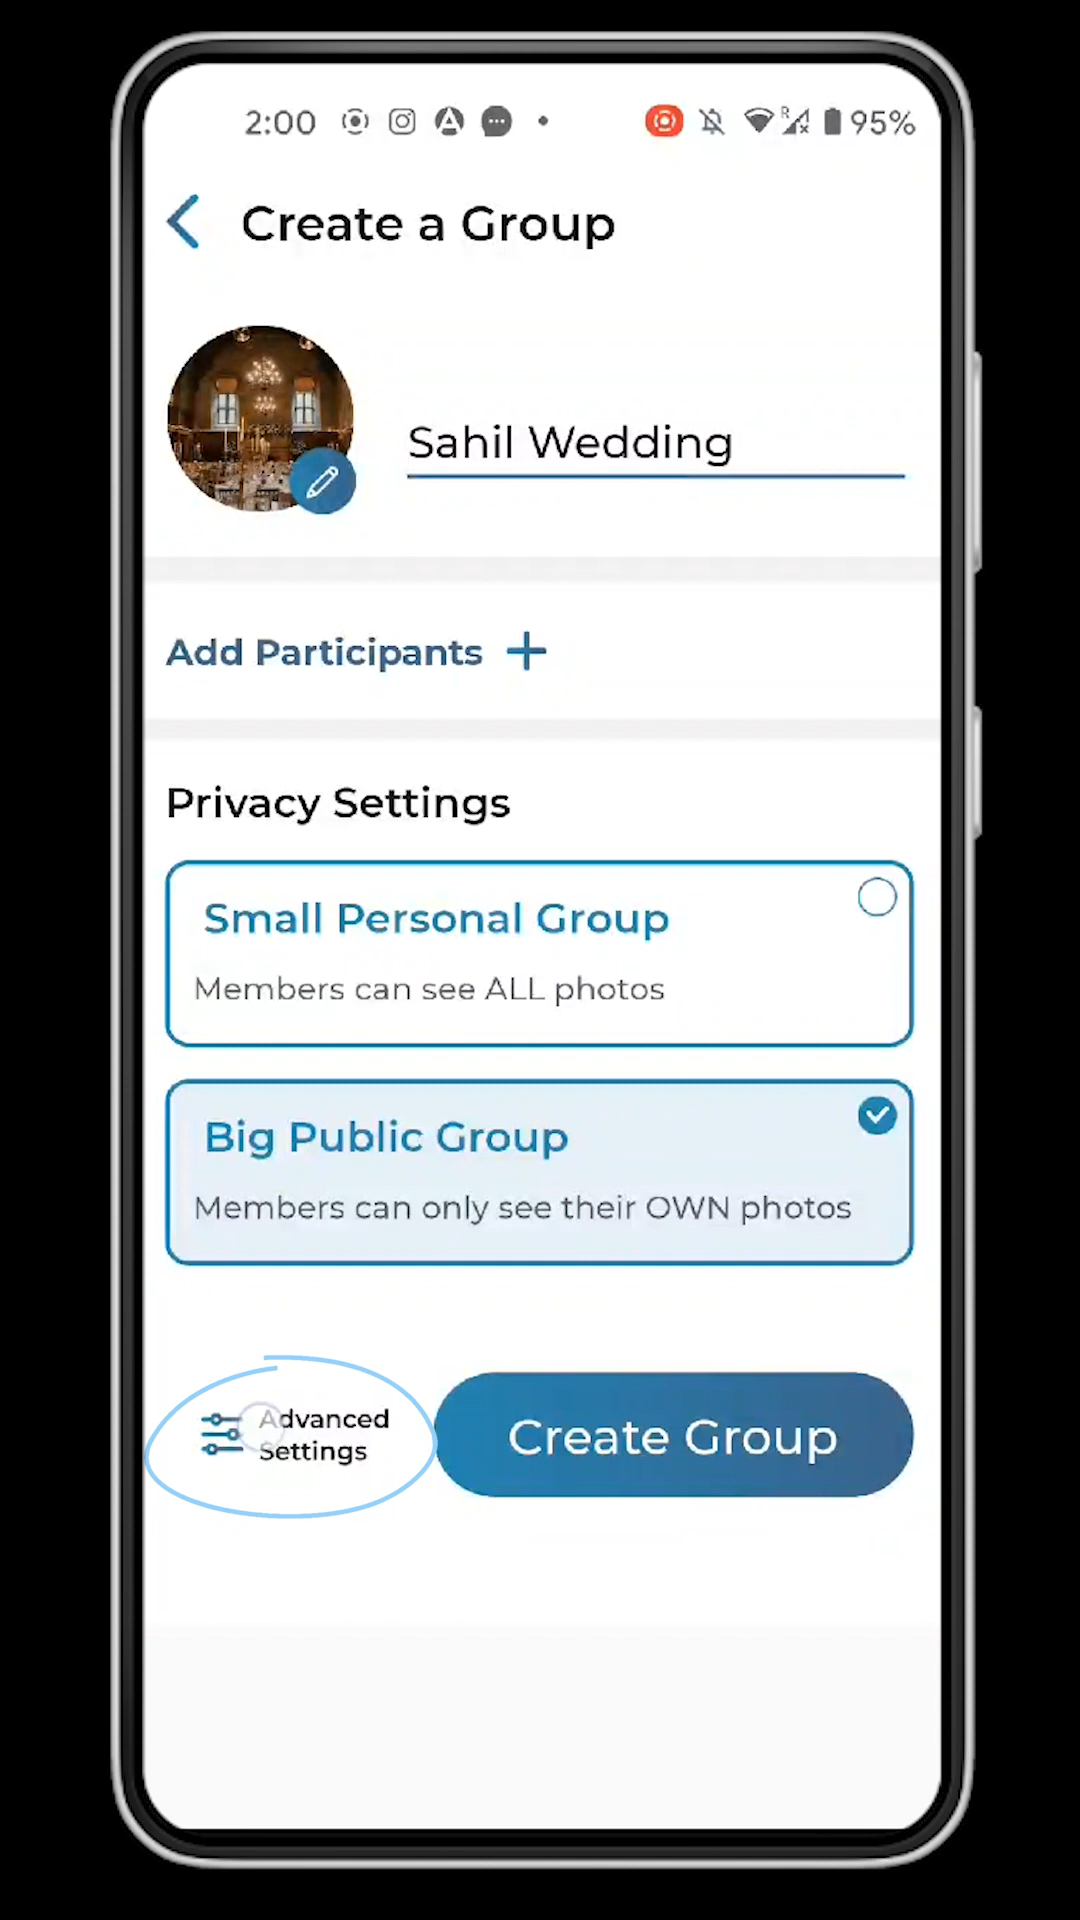 2:00
R
95%
Create a Group
Sahil Wedding
Add Participants
Privacy Settings
Small Personal Group
Members can see ALL photos
Big Public Group
Members can only see their OWN photos
Advanced
Settings
Create Group